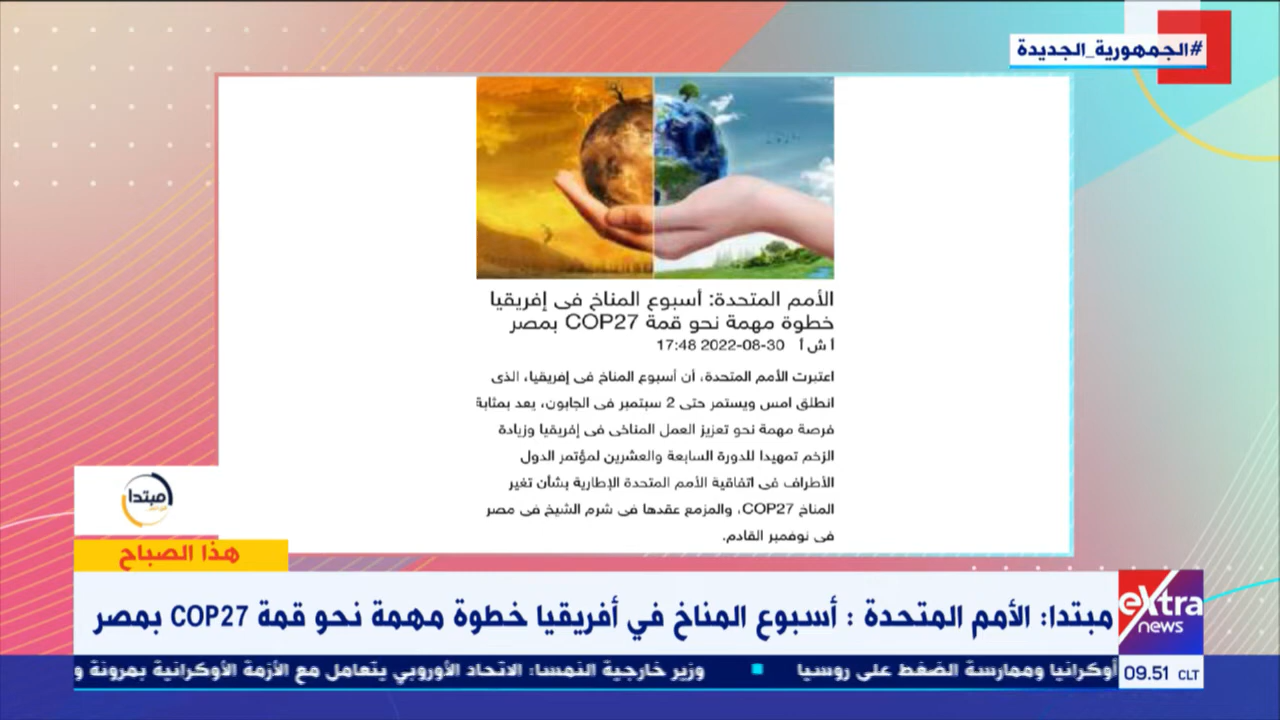 #الجمهورية_الجديدة
الأمم المتحدة: أسبوع المناخ فى إفريقيا
خطوة مهمة نحو قمة COP27 بمصر
أ ش أ 30-08-2022 17:48
اعتبرت الأمم المتحدة، أن أسبوع المناخ فى إفريقيا، الذى
انطلق امس ويستمر حتى 2 سبتمبر فى الجابون، يعد بمثابة
فرصة مهمة نحو تعزيز العمل المناخى فى إفريقيا وزيادة
الزخم تمهيدا للدورة السابعة والعشرين لمؤتمر الدول
الأطراف فى اتفاقية الأمم المتحدة الإطارية بشأن تغير
المناخ COP27، والمزمع عقدها فى شرم الشيخ فى مصر
فى نوفمبر القادم.
مبتدا
هذا الصباح
مبتدا: الأمم المتحدة : أسبوع المناخ في أفريقيا خطوة مهمة نحو قمة COP27 بمصر
eXtra
news
أوكرانيا وممارسة الضغط على روسيا ■ وزير خارجية النمسا: الاتحاد الأوروبي يتعامل مع الأزمة الأوكرانية بمرونة و
09.51 CLT